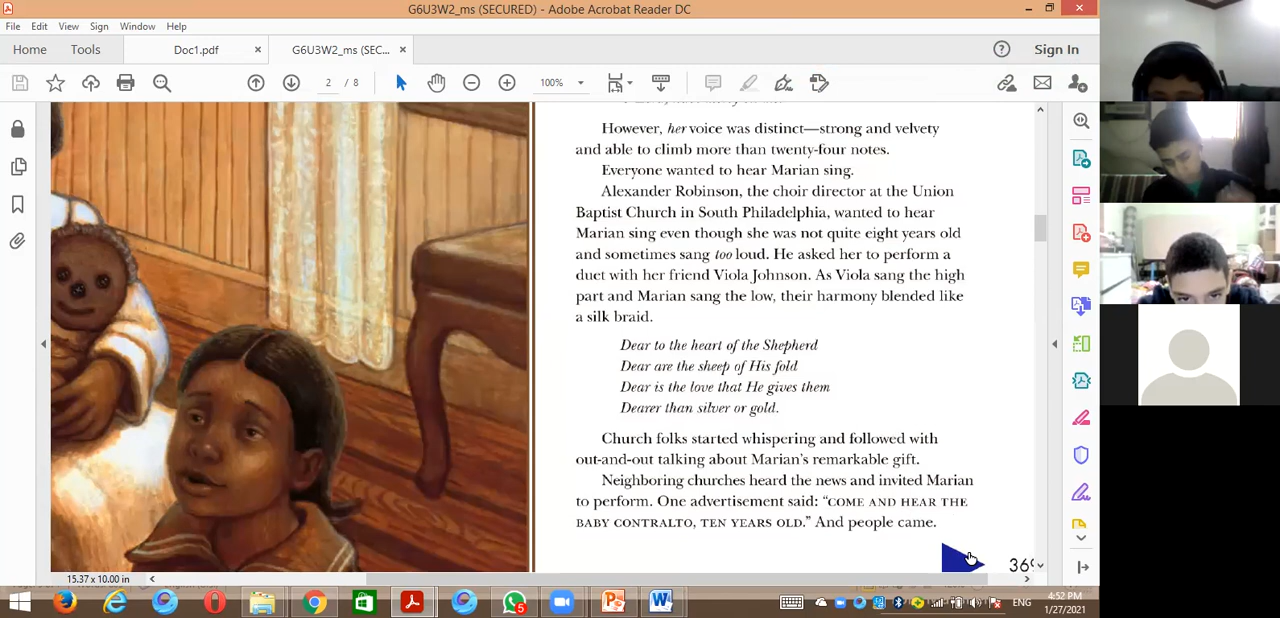 G6U3W2_ms (SECURED) - Adobe Acrobat Reader DC
File Edit View Sign Window Help
Home Tools Doc1.pdf × G6U3W2_ms (SEC... × ? Sign In
2 / 8 100%
However, her voice was distinct—strong and velvety
and able to climb more than twenty-four notes.
Everyone wanted to hear Marian sing.
Alexander Robinson, the choir director at the Union
Baptist Church in South Philadelphia, wanted to hear
Marian sing even though she was not quite eight years old
and sometimes sang too loud. He asked her to perform a
duet with her friend Viola Johnson. As Viola sang the high
part and Marian sang the low, their harmony blended like
a silk braid.
Dear to the heart of the Shepherd
Dear are the sheep of His fold
Dear is the love that He gives them
Dearer than silver or gold.
Church folks started whispering and followed with
out-and-out talking about Marian's remarkable gift.
Neighboring churches heard the news and invited Marian
to perform. One advertisement said: "COME AND HEAR THE
BABY CONTRALTO, TEN YEARS OLD." And people came.
369
15.37 x 10.00 in
ENG
4:52 PM
1/27/2021